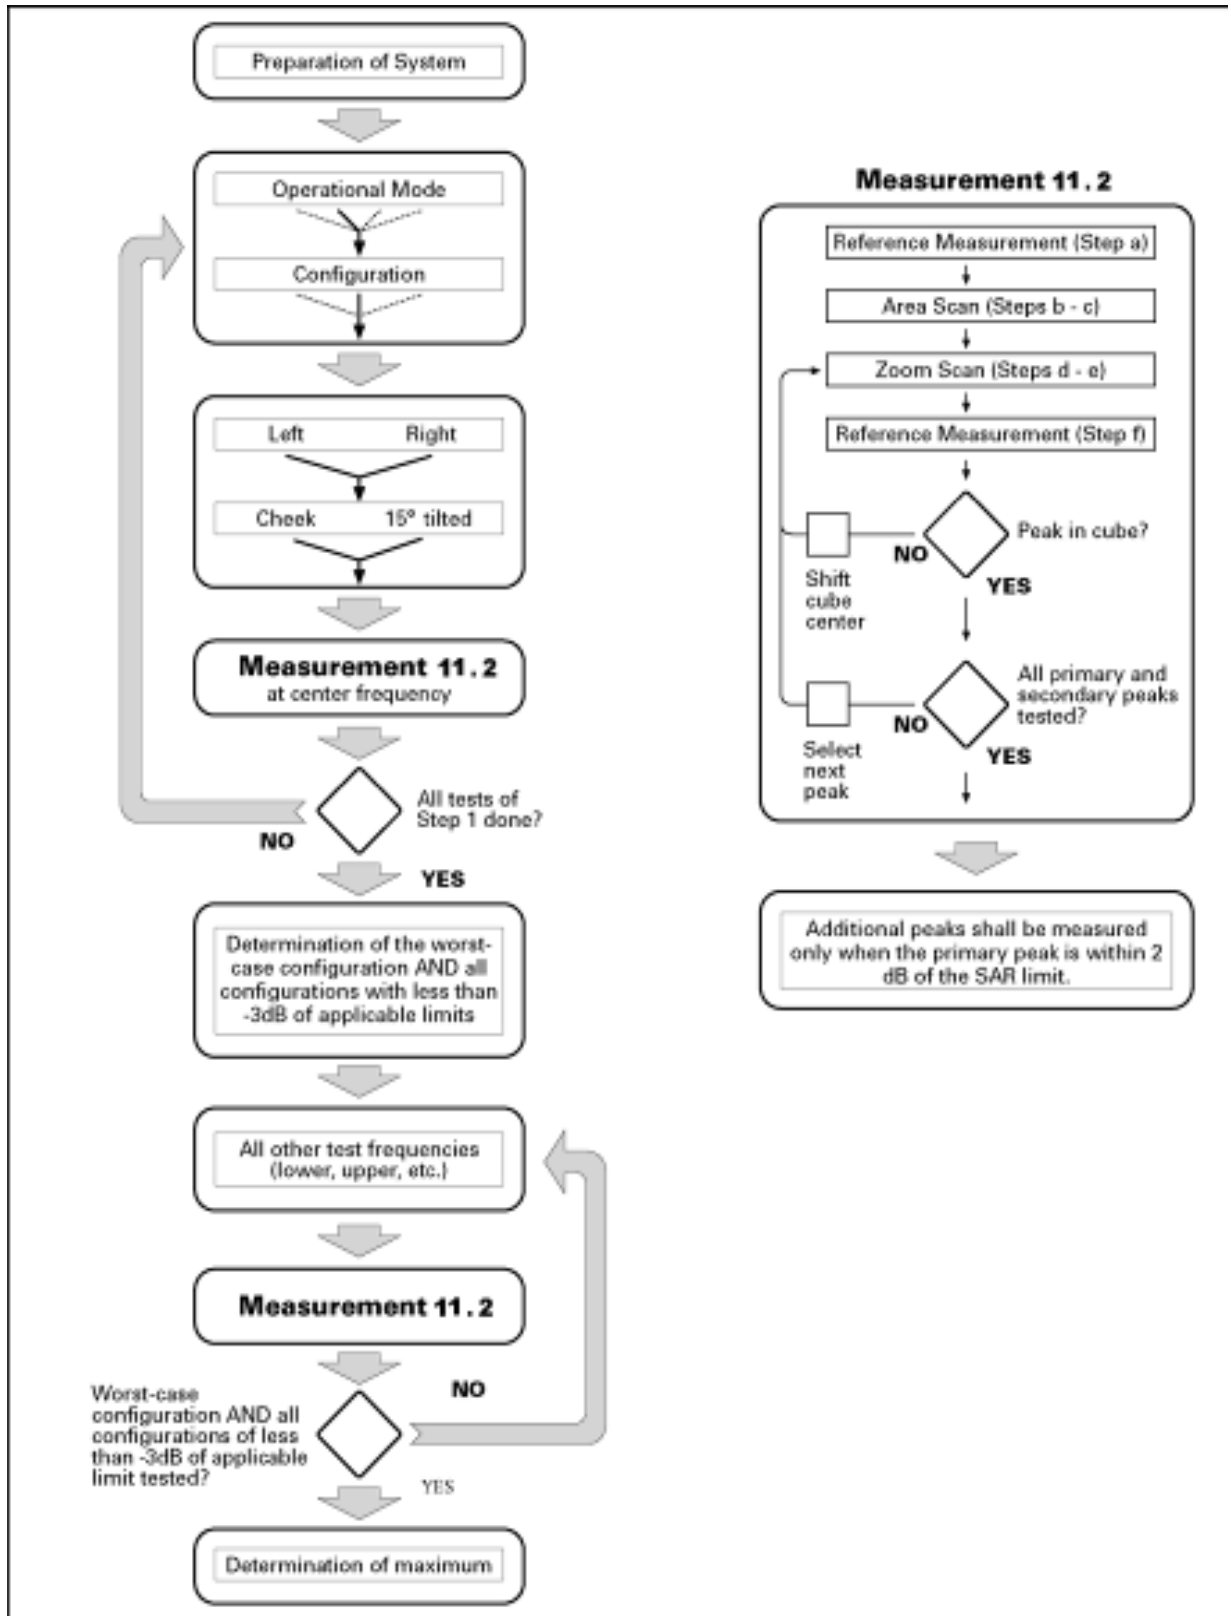 Preparation of System
Operational Mode
Configuration
Left Right
Cheek 15° tilted
Measurement 11.2
at center frequency
All tests of
Step 1 done?
NO
YES
Determination of the worst-
case configuration AND all
configurations with less than
-3dB of applicable limits
All other test frequencies
(lower, upper, etc.)
Measurement 11.2
NO
Worst-case
configuration AND all
configurations of less
than -3dB of applicable
limit tested?
YES
Determination of maximum
Measurement 11.2
Reference Measurement (Step a)
Area Scan (Steps b - c)
Zoom Scan (Steps d - e)
Reference Measurement (Step f)
Peak in cube?
NO
Shift
cube
center
YES
All primary and
secondary peaks
tested?
NO
Select
next
peak
YES
Additional peaks shall be measured
only when the primary peak is within 2
dB of the SAR limit.